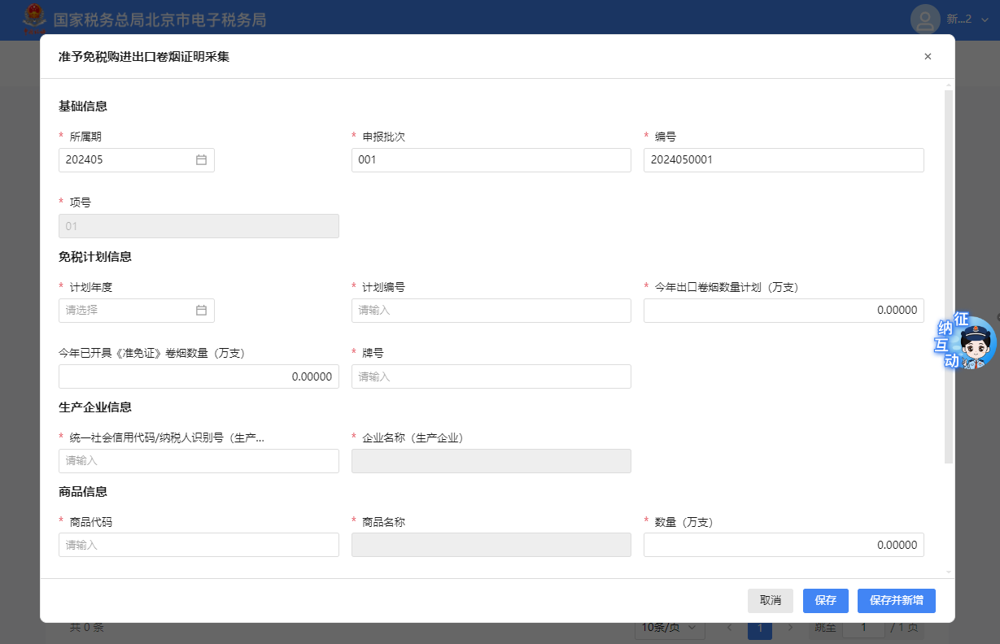 国家税务总局北京市电子税务局
新...2
准予免税购进出口卷烟证明采集
基础信息
* 所属期
* 申报批次
* 编号
202405
001
2024050001
* 项号
01
免税计划信息
* 计划年度
* 计划编号
* 今年出口卷烟数量计划（万支）
请选择
请输入
0.00000
今年已开具《准免证》卷烟数量（万支）
* 牌号
0.00000
请输入
征纳互动
生产企业信息
* 统一社会信用代码/纳税人识别号（生产...
* 企业名称（生产企业）
请输入
商品信息
* 商品代码
* 商品名称
* 数量（万支）
请输入
0.00000
取消
保存
保存并新增
共 0 条
10条/页
1
跳至
1
/ 1 页